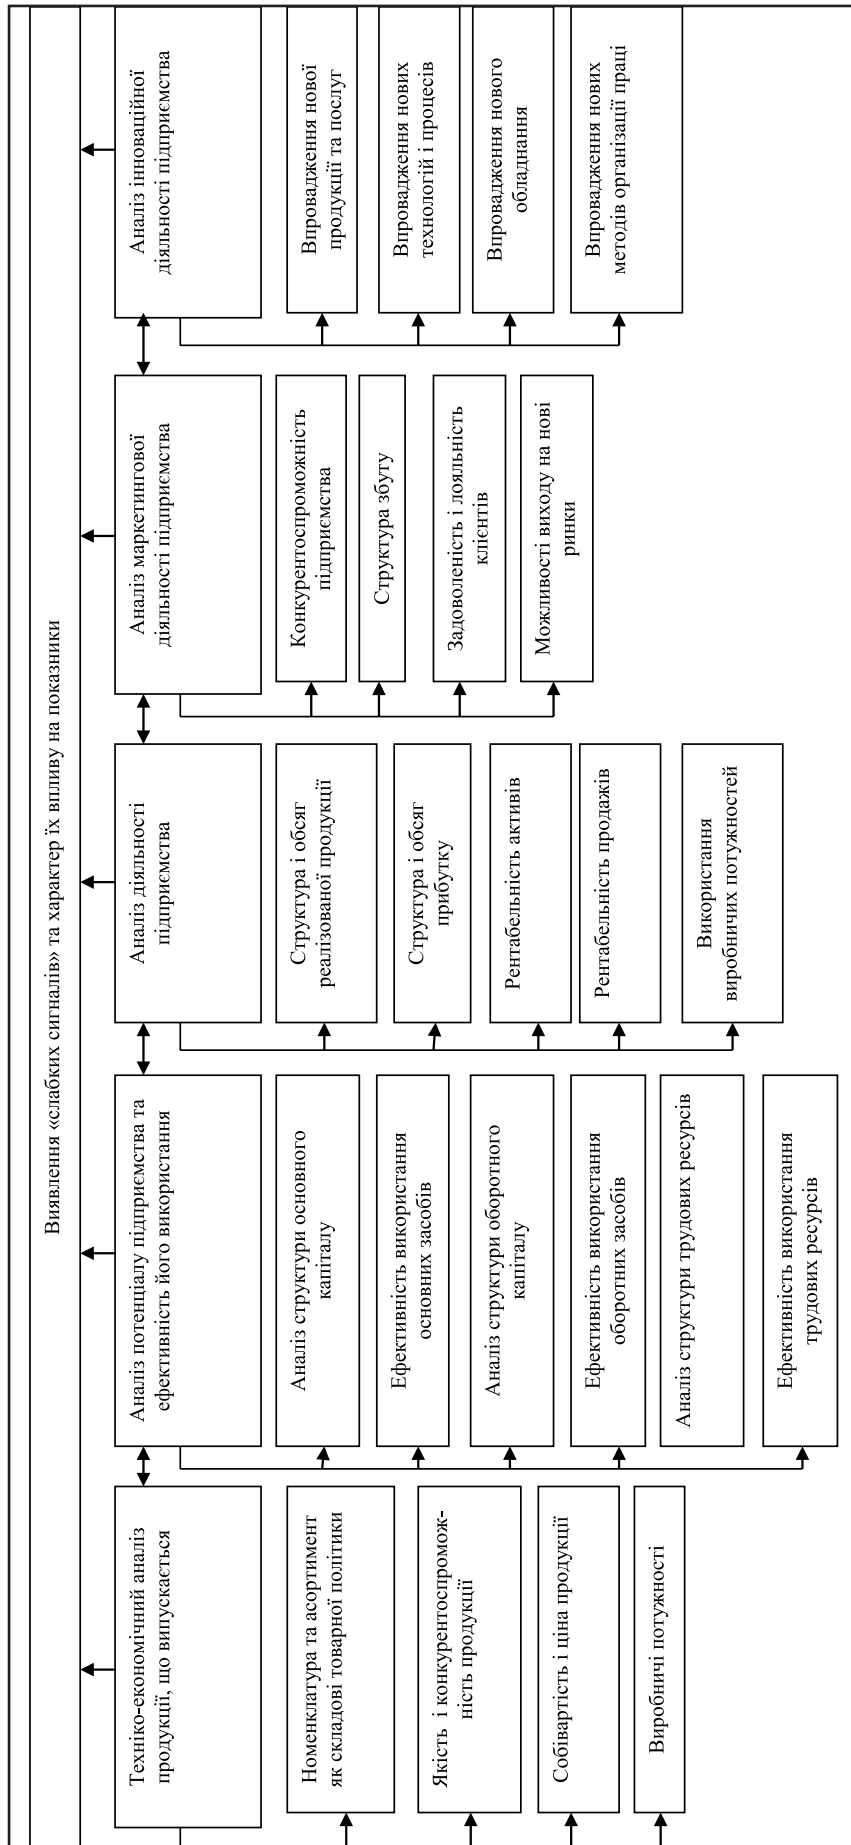 Виявлення «слабких сигналів» та характер їх впливу на показники
Техніко-економічний аналіз
продукції, що випускається
Номенклатура та асортимент
як складові товарної політики
Якість і конкурентоспромож-
ність продукції
Собівартість і ціна продукції
Виробничі потужності
Аналіз потенціалу підприємства та
ефективність його використання
Аналіз структури основного
капіталу
Ефективність використання
основних засобів
Аналіз структури оборотного
капіталу
Ефективність використання
оборотних засобів
Аналіз структури трудових ресурсів
Ефективність використання
трудових ресурсів
Аналіз діяльності
підприємства
Структура і обсяг
реалізованої продукції
Структура і обсяг
прибутку
Рентабельність активів
Рентабельність продажів
Використання
виробничих потужностей
Аналіз маркетингової
діяльності підприємства
Конкурентоспроможність
підприємства
Структура збуту
Задоволеність і лояльність
клієнтів
Можливості виходу на нові
ринки
Аналіз інноваційної
діяльності підприємства
Впровадження нової
продукції та послуг
Впровадження нових
технологій і процесів
Впровадження нового
обладнання
Впровадження нових
методів організації праці